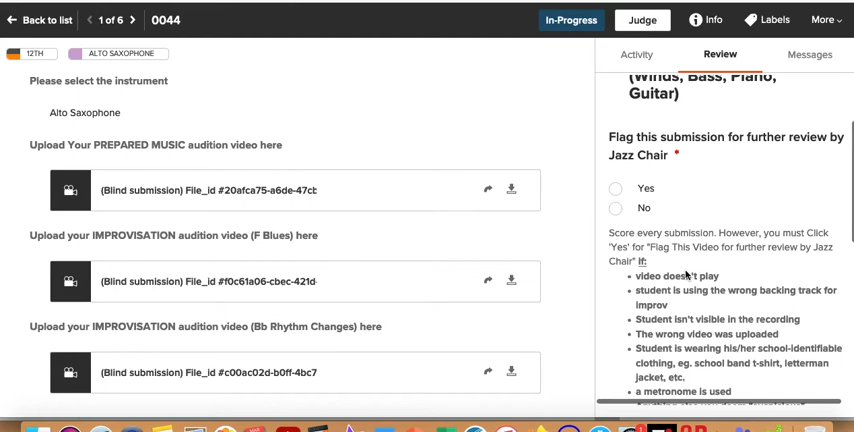 Back to list
1 of 6
0044
In-Progress
Judge
Info
Labels
More
12TH
ALTO SAXOPHONE
Please select the instrument
Alto Saxophone
Upload Your PREPARED MUSIC audition video here
(Blind submission) File_id #20afca75-a6de-47cb
Upload your IMPROVISATION audition video (F Blues) here
(Blind submission) File_id #f0c61a06-cbec-421d-
Upload your IMPROVISATION audition video (Bb Rhythm Changes) here
(Blind submission) File_id #c00ac02d-b0ff-4bc7
Activity
Review
Messages
(Winds, Bass, Piano,
Guitar)
Flag this submission for further review by
Jazz Chair *
Yes
No
Score every submission. However, you must Click
'Yes' for "Flag This Video for further review by Jazz
Chair" if:
video doesn't play
student is using the wrong backing track for
improv
Student isn't visible in the recording
The wrong video was uploaded
Student is wearing his/her school-identifiable
clothing, eg. school band t-shirt, letterman
jacket, etc.
a metronome is used